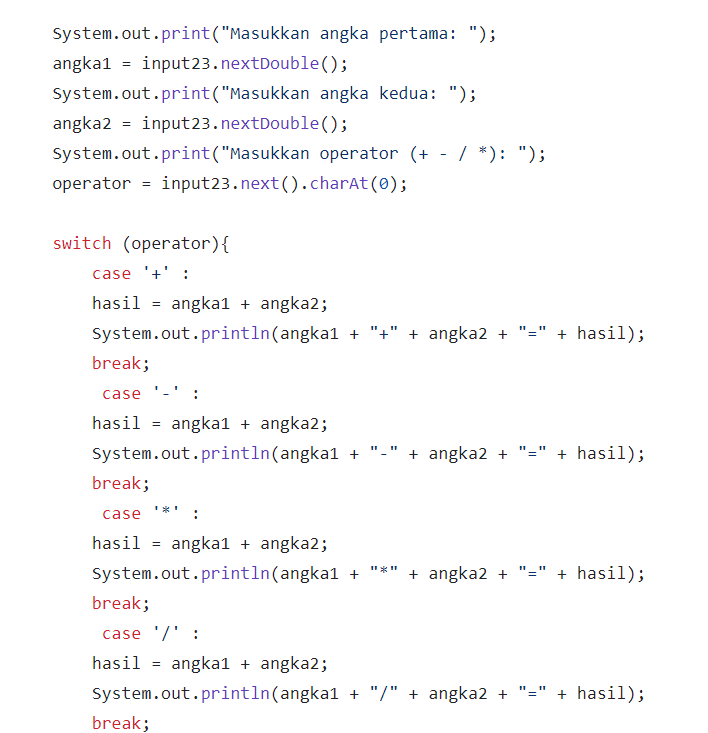 System.out.print("Masukkan angka pertama: ");
angka1 = input23.nextDouble();
System.out.print("Masukkan angka kedua: ");
angka2 = input23.nextDouble();
System.out.print("Masukkan operator (+ - / *): ");
operator = input23.next().charAt(0);

switch (operator){
    case '+' :
    hasil = angka1 + angka2;
    System.out.println(angka1 + "+" + angka2 + "=" + hasil);
    break;
     case '-' :
    hasil = angka1 + angka2;
    System.out.println(angka1 + "-" + angka2 + "=" + hasil);
    break;
     case '*' :
    hasil = angka1 + angka2;
    System.out.println(angka1 + "*" + angka2 + "=" + hasil);
    break;
     case '/' :
    hasil = angka1 + angka2;
    System.out.println(angka1 + "/" + angka2 + "=" + hasil);
    break;